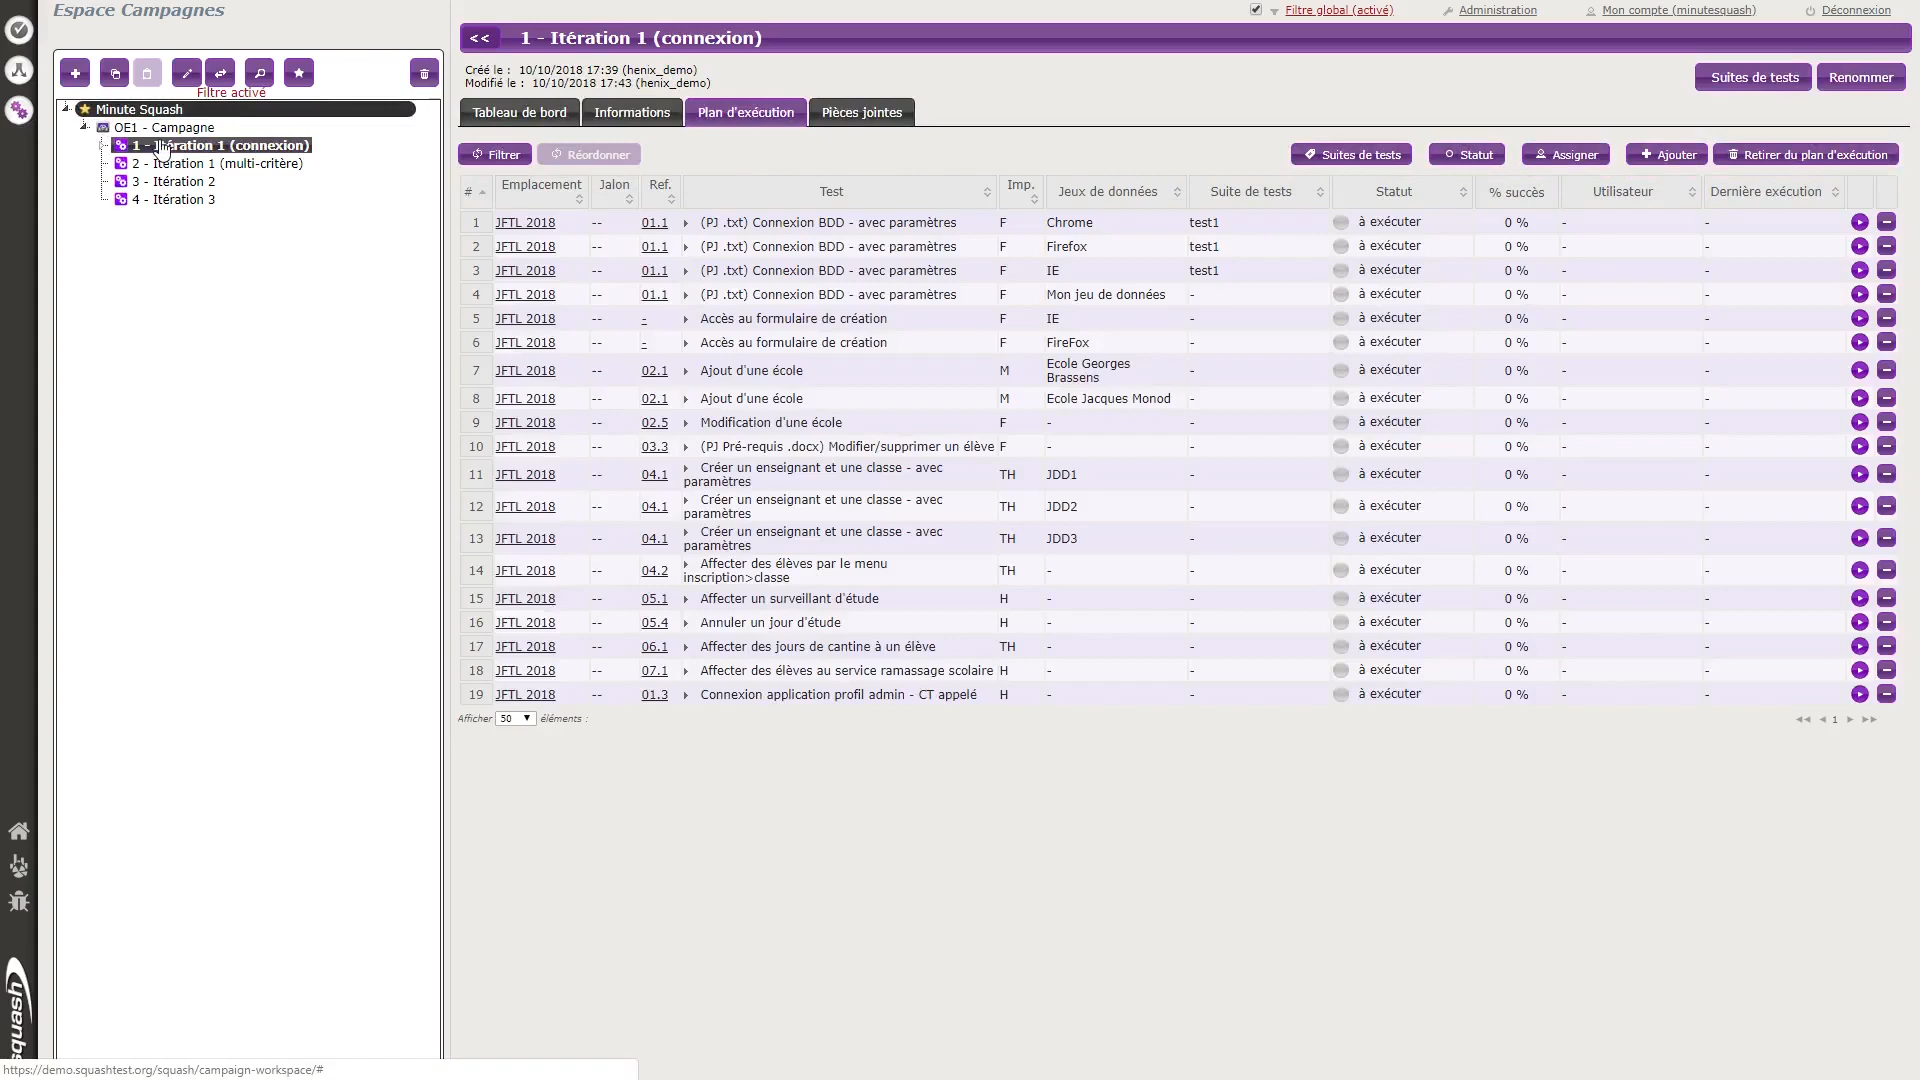 Espace Campagnes
Filtre global (activé) Administration Mon compte (minutesquash) Déconnexion
<< 1 - Itération 1 (connexion)
Créé le : 10/10/2018 17:39 (henix_demo)
Modifié le : 10/10/2018 17:43 (henix_demo)
Suites de tests Renommer
Filtre activé
Minute Squash
OE1 - Campagne
1 - Itération 1 (connexion)
2 - Itération 1 (multi-critère)
3 - Itération 2
4 - Itération 3
Tableau de bord Informations Plan d'exécution Pièces jointes
Filtrer Réordonner Suites de tests Statut Assigner Ajouter Retirer du plan d'exécution
# Emplacement Jalon Ref. Test Imp. Jeux de données Suite de tests Statut % succès Utilisateur Dernière exécution
1 JFTL 2018 -- 01.1 (PJ .txt) Connexion BDD - avec paramètres F Chrome test1 à exécuter 0 % - -
2 JFTL 2018 -- 01.1 (PJ .txt) Connexion BDD - avec paramètres F Firefox test1 à exécuter 0 % - -
3 JFTL 2018 -- 01.1 (PJ .txt) Connexion BDD - avec paramètres F IE test1 à exécuter 0 % - -
4 JFTL 2018 -- 01.1 (PJ .txt) Connexion BDD - avec paramètres F Mon jeu de données - à exécuter 0 % - -
5 JFTL 2018 -- - Accès au formulaire de création F IE - à exécuter 0 % - -
6 JFTL 2018 -- - Accès au formulaire de création F FireFox - à exécuter 0 % - -
7 JFTL 2018 -- 02.1 Ajout d'une école M Ecole Georges Brassens - à exécuter 0 % - -
8 JFTL 2018 -- 02.1 Ajout d'une école M Ecole Jacques Monod - à exécuter 0 % - -
9 JFTL 2018 -- 02.5 Modification d'une école F - - à exécuter 0 % - -
10 JFTL 2018 -- 03.3 (PJ Pré-requis .docx) Modifier/supprimer un élève F - - à exécuter 0 % - -
11 JFTL 2018 -- 04.1 Créer un enseignant et une classe - avec paramètres TH JDD1 - à exécuter 0 % - -
12 JFTL 2018 -- 04.1 Créer un enseignant et une classe - avec paramètres TH JDD2 - à exécuter 0 % - -
13 JFTL 2018 -- 04.1 Créer un enseignant et une classe - avec paramètres TH JDD3 - à exécuter 0 % - -
14 JFTL 2018 -- 04.2 Affecter des élèves par le menu inscription>classe TH - - à exécuter 0 % - -
15 JFTL 2018 -- 05.1 Affecter un surveillant d'étude H - - à exécuter 0 % - -
16 JFTL 2018 -- 05.4 Annuler un jour d'étude H - - à exécuter 0 % - -
17 JFTL 2018 -- 06.1 Affecter des jours de cantine à un élève TH - - à exécuter 0 % - -
18 JFTL 2018 -- 07.1 Affecter des élèves au service ramassage scolaire H - - à exécuter 0 % - -
19 JFTL 2018 -- 01.3 Connexion application profil admin - CT appelé H - - à exécuter 0 % - -
Afficher 50 éléments : 1
squash
https://demo.squashtest.org/squash/campaign-workspace/#